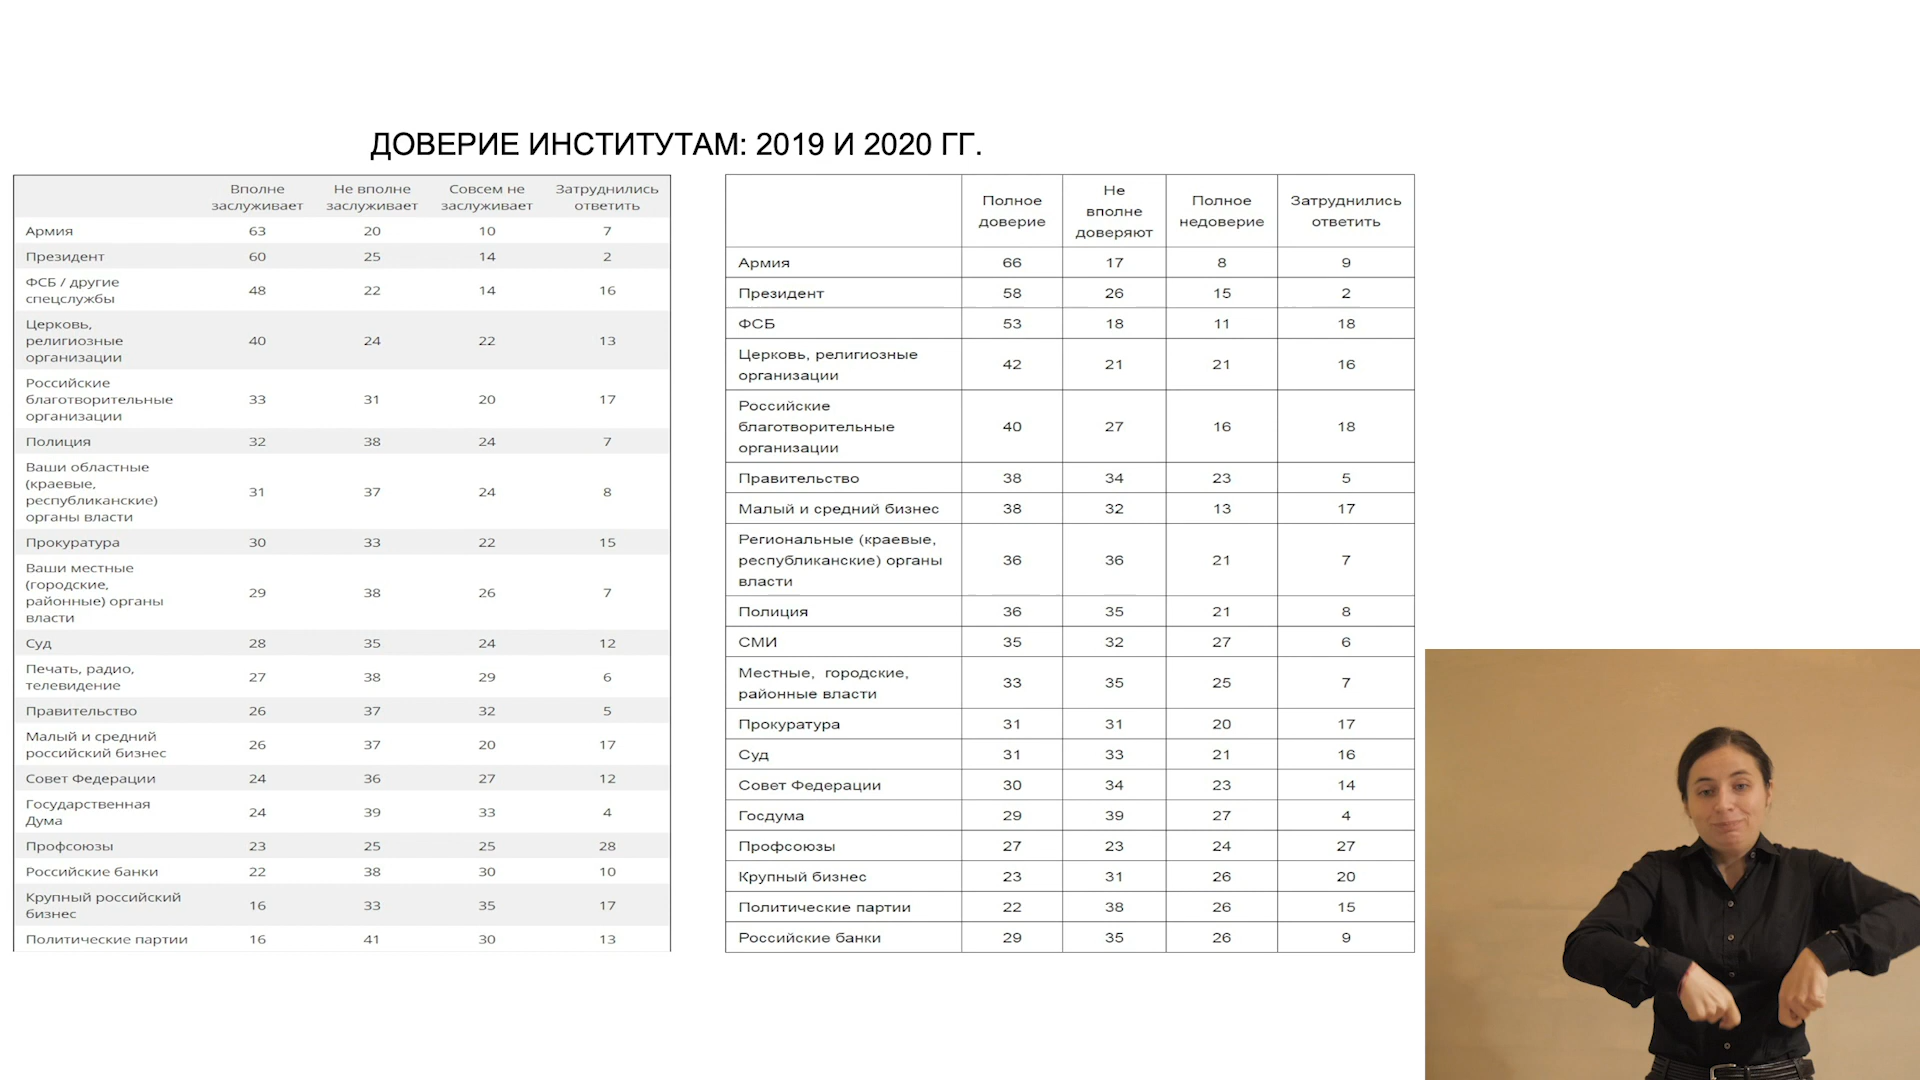 ДОВЕРИЕ ИНСТИТУТАМ: 2019 И 2020 ГГ.
Вполне заслуживает Не вполне заслуживает Совсем не заслуживает Затруднились ответить
Армия 63 20 10 7
Президент 60 25 14 2
ФСБ / другие спецслужбы 48 22 14 16
Церковь, религиозные организации 40 24 22 13
Российские благотворительные организации 33 31 20 17
Полиция 32 38 24 7
Ваши областные (краевые, республиканские) органы власти 31 37 24 8
Прокуратура 30 33 22 15
Ваши местные (городские, районные) органы власти 29 38 26 7
Суд 28 35 24 12
Печать, радио, телевидение 27 38 29 6
Правительство 26 37 32 5
Малый и средний российский бизнес 26 37 20 17
Совет Федерации 24 36 27 12
Государственная Дума 24 39 33 4
Профсоюзы 23 25 25 28
Российские банки 22 38 30 10
Крупный российский бизнес 16 33 35 17
Политические партии 16 41 30 13
Полное доверие Не вполне доверяют Полное недоверие Затруднились ответить
Армия 66 17 8 9
Президент 58 26 15 2
ФСБ 53 18 11 18
Церковь, религиозные организации 42 21 21 16
Российские благотворительные организации 40 27 16 18
Правительство 38 34 23 5
Малый и средний бизнес 38 32 13 17
Региональные (краевые, республиканские) органы власти 36 36 21 7
Полиция 36 35 21 8
СМИ 35 32 27 6
Местные, городские, районные власти 33 35 25 7
Прокуратура 31 31 20 17
Суд 31 33 21 16
Совет Федерации 30 34 23 14
Госдума 29 39 27 4
Профсоюзы 27 23 24 27
Крупный бизнес 23 31 26 20
Политические партии 22 38 26 15
Российские банки 29 35 26 9